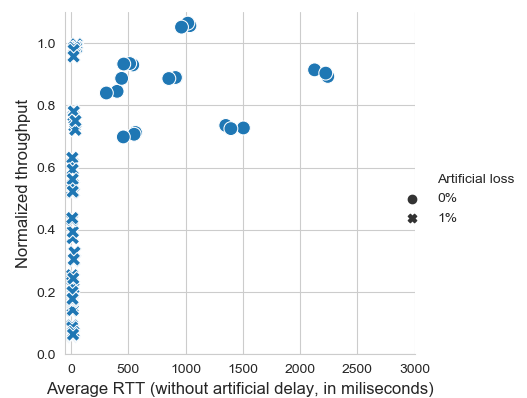 1.0
0.8
0.6
0.4
0.2
0.0
Normalized throughput
0 500 1000 1500 2000 2500 3000
Average RTT (without artificial delay, in miliseconds)
Artificial loss
0%
1%